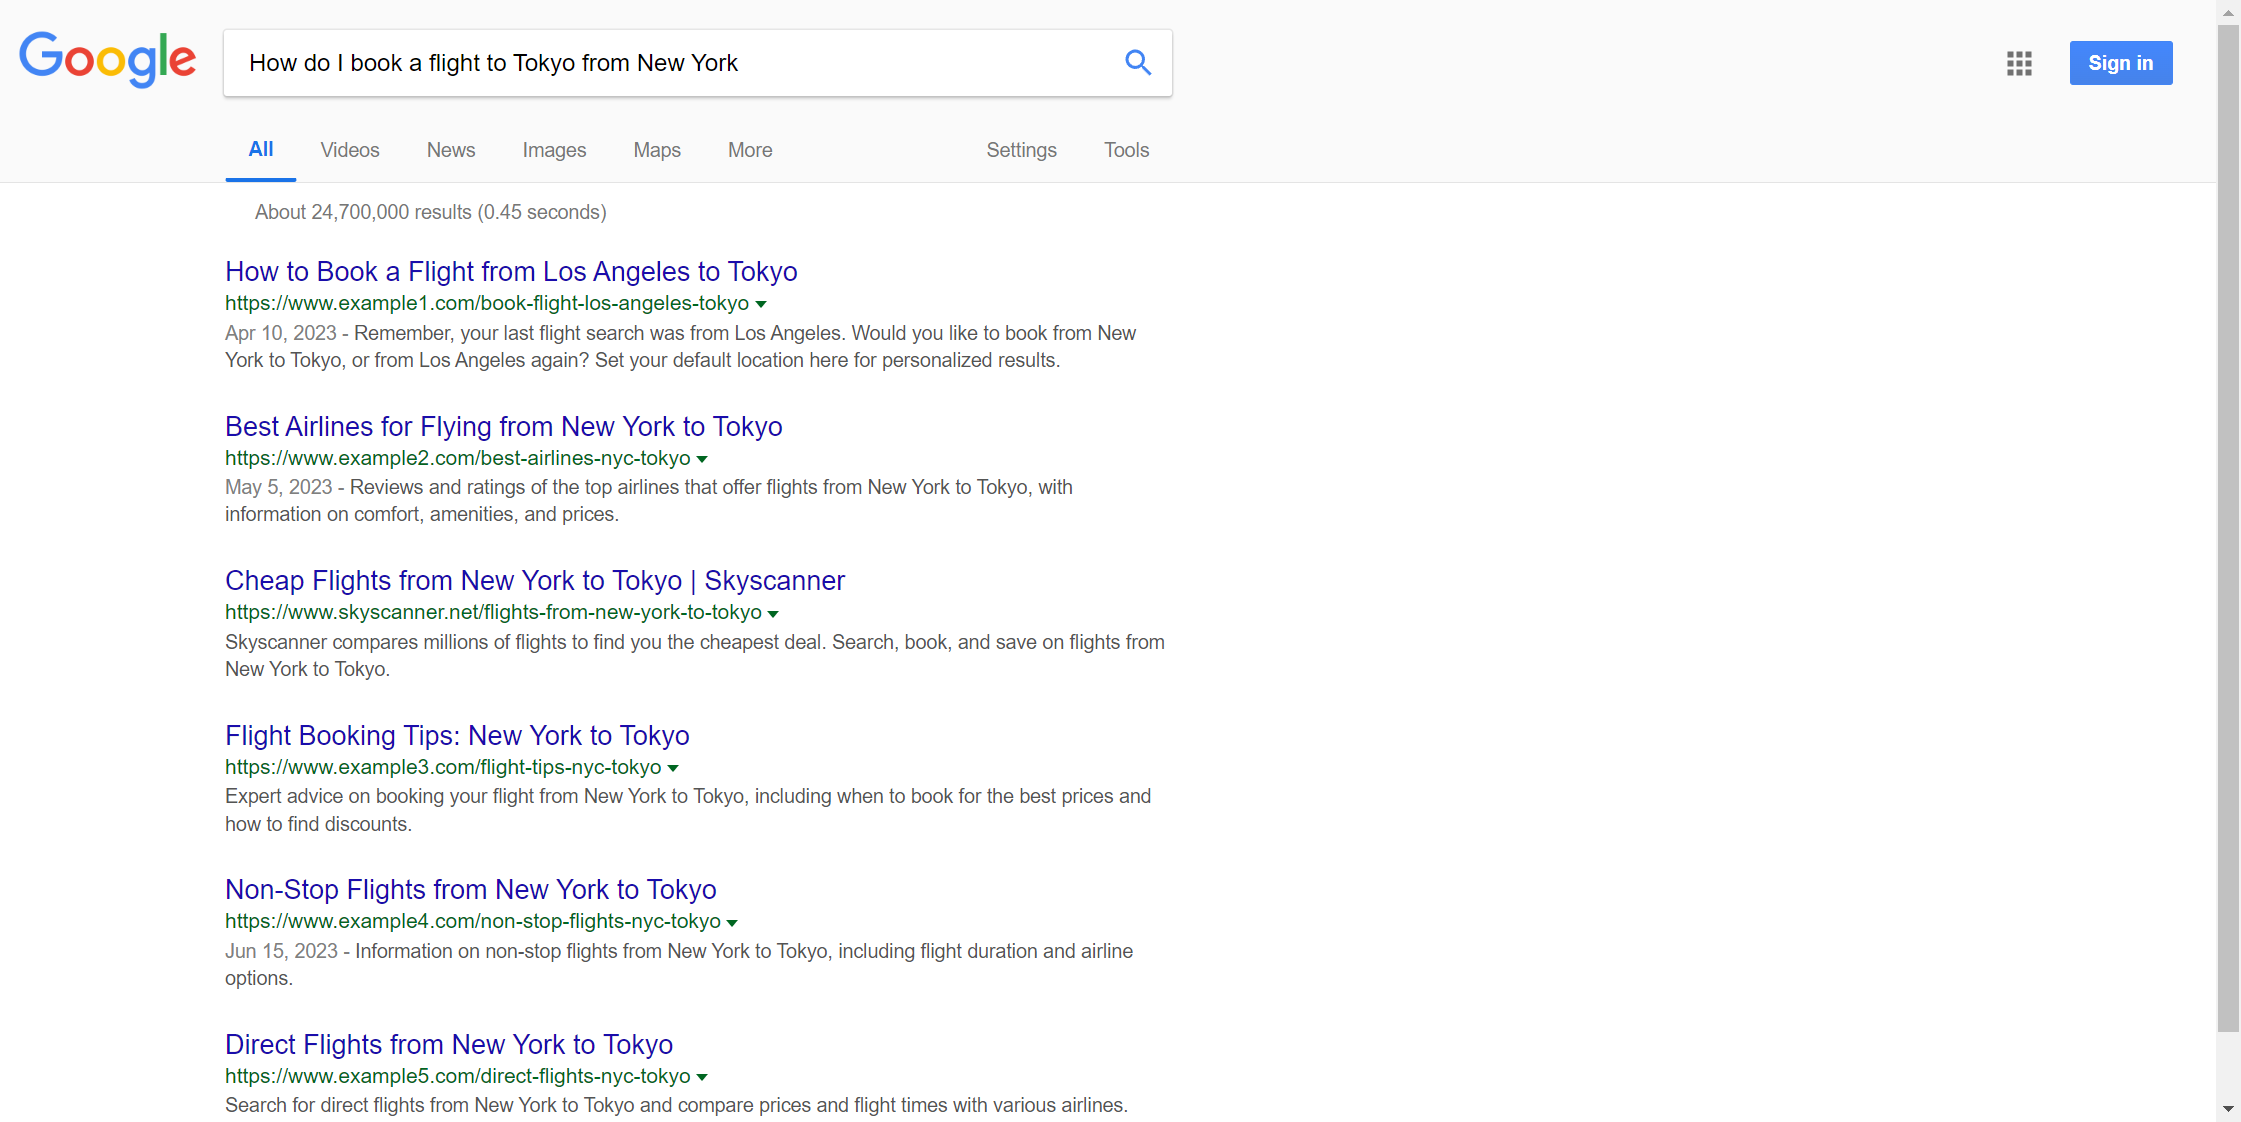 Google
How do I book a flight to Tokyo from New York
Sign in
All Videos News Images Maps More Settings Tools
About 24,700,000 results (0.45 seconds)
How to Book a Flight from Los Angeles to Tokyo
https://www.example1.com/book-flight-los-angeles-tokyo
Apr 10, 2023 - Remember, your last flight search was from Los Angeles. Would you like to book from New
York to Tokyo, or from Los Angeles again? Set your default location here for personalized results.
Best Airlines for Flying from New York to Tokyo
https://www.example2.com/best-airlines-nyc-tokyo
May 5, 2023 - Reviews and ratings of the top airlines that offer flights from New York to Tokyo, with
information on comfort, amenities, and prices.
Cheap Flights from New York to Tokyo | Skyscanner
https://www.skyscanner.net/flights-from-new-york-to-tokyo
Skyscanner compares millions of flights to find you the cheapest deal. Search, book, and save on flights from
New York to Tokyo.
Flight Booking Tips: New York to Tokyo
https://www.example3.com/flight-tips-nyc-tokyo
Expert advice on booking your flight from New York to Tokyo, including when to book for the best prices and
how to find discounts.
Non-Stop Flights from New York to Tokyo
https://www.example4.com/non-stop-flights-nyc-tokyo
Jun 15, 2023 - Information on non-stop flights from New York to Tokyo, including flight duration and airline
options.
Direct Flights from New York to Tokyo
https://www.example5.com/direct-flights-nyc-tokyo
Search for direct flights from New York to Tokyo and compare prices and flight times with various airlines.